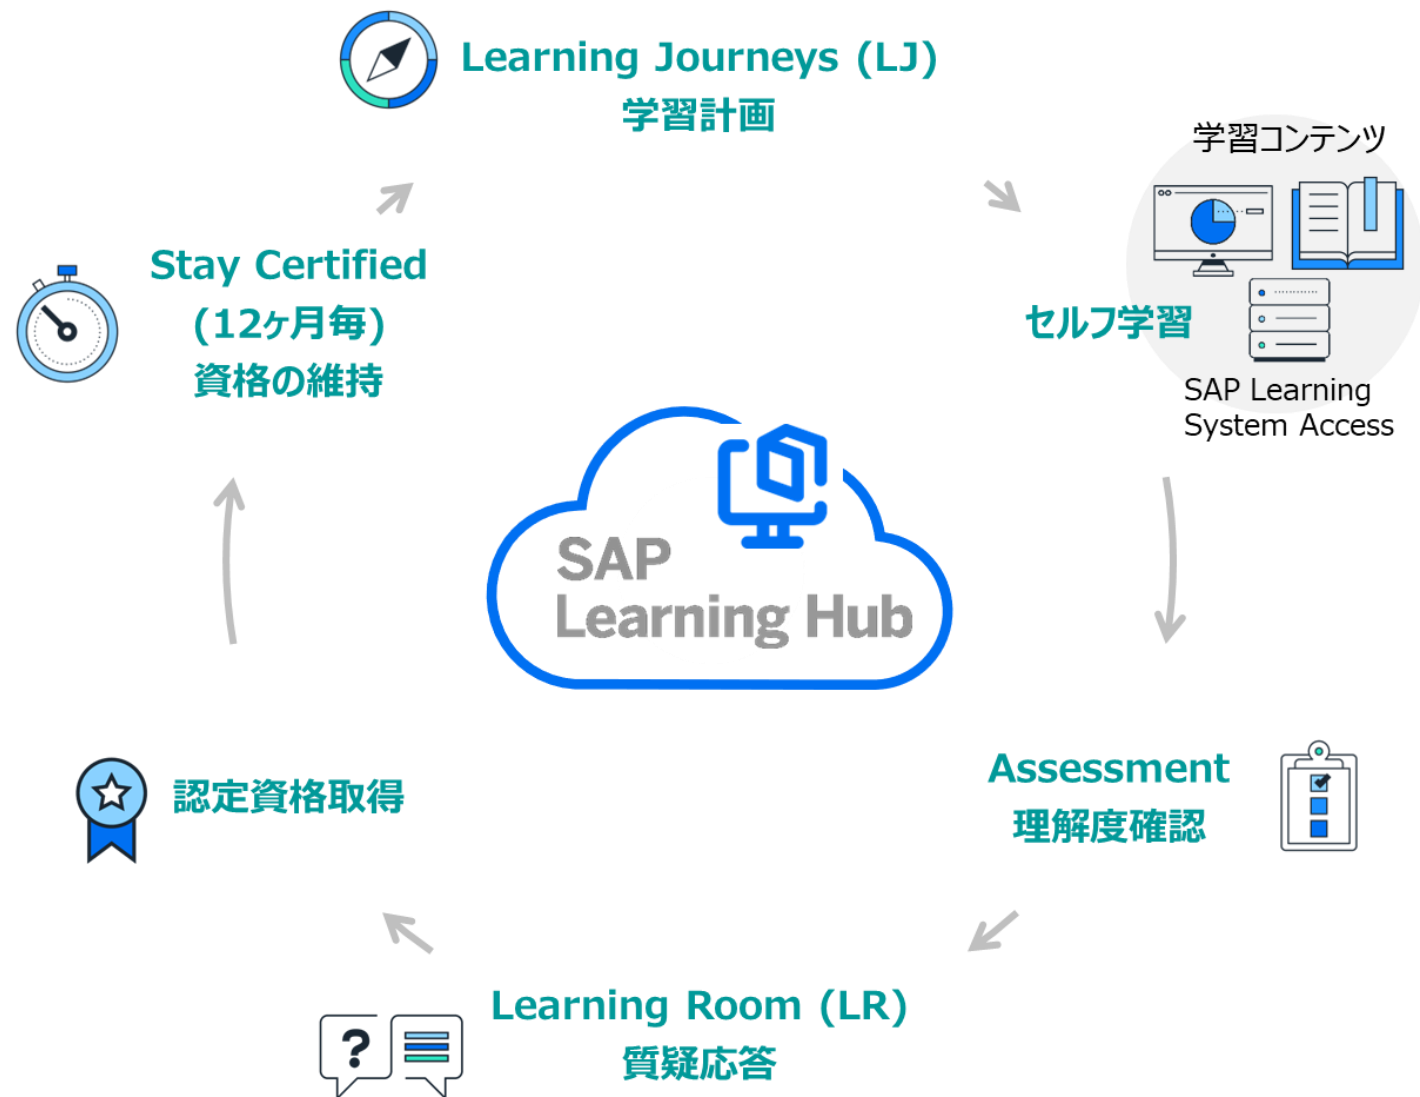 Learning Journeys (LJ)
学習計画
学習コンテンツ
セルフ学習
SAP Learning
System Access
Assessment
理解度確認
Learning Room (LR)
質疑応答
?
認定資格取得
Stay Certified
(12ヶ月毎)
資格の維持
SAP
Learning Hub